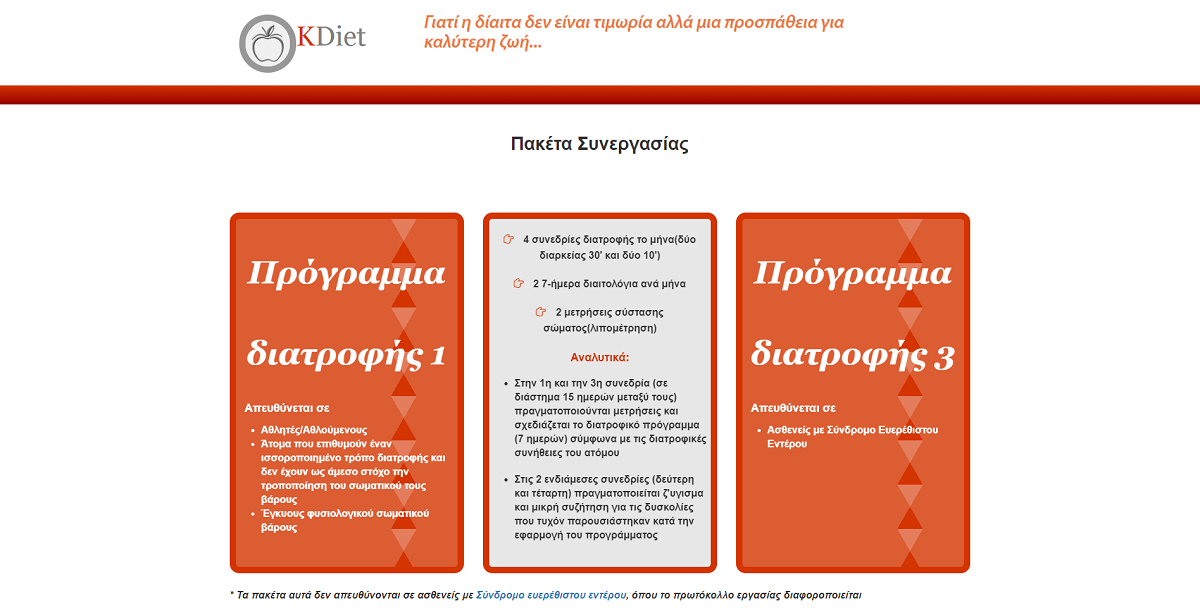 KDiet
Γιατί η δίαιτα δεν είναι τιμωρία αλλά μια προσπάθεια για
καλύτερη ζωή...
Πακέτα Συνεργασίας
Πρόγραμμα
διατροφής 1
Απευθύνεται σε
• Αθλητές/Αθλούμενους
• Άτομα που επιθυμούν έναν
ισσοροποιημένο τρόπο διατροφής και
δεν έχουν ως άμεσο στόχο την
τροποποίηση του σωματικού τους
βάρους
• Έγκυους φυσιολογικού σωματικού
βάρους
4 συνεδρίες διατροφής το μήνα(δύο
διαρκείας 30' και δύο 10')
2 7-ήμερα διαιτολόγια ανά μήνα
2 μετρήσεις σύστασης
σώματος(λιπομέτρηση)
Αναλυτικά:
• Στην 1η και την 3η συνεδρία (σε
διάστημα 15 ημερών μεταξύ τους)
πραγματοποιούνται μετρήσεις και
σχεδιάζεται το διατροφικό πρόγραμμα
(7 ημερών) σύμφωνα με τις διατροφικές
συνήθειες του ατόμου
• Στις 2 ενδιάμεσες συνεδρίες (δεύτερη
και τέταρτη) πραγματοποιείται ζ'υγισμα
και μικρή συζήτηση για τις δυσκολίες
που τυχόν παρουσιάστηκαν κατά την
εφαρμογή του προγράμματος
Πρόγραμμα
διατροφής 3
Απευθύνεται σε
• Ασθενείς με Σύνδρομο Ευερέθιστου
Εντέρου
* Τα πακέτα αυτά δεν απευθύνονται σε ασθενείς με Σύνδρομο ευερέθιστου εντέρου, όπου το πρωτόκολλο εργασίας διαφοροποιείται